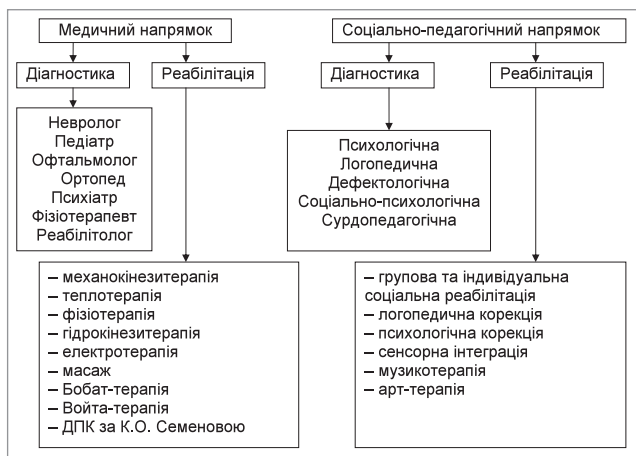 Медичний напрямок
Діагностика
Реабілітація
Невролог
Педіатр
Офтальмолог
Ортопед
Психіатр
Фізіотерапевт
Реабілітолог
– механокінезитерапія
– теплотерапія
– фізіотерапія
– гідрокінезитерапія
– електротерапія
– масаж
– Бобат-терапія
– Войта-терапія
– ДПК за К.О. Семеновою
Соціально-педагогічний напрямок
Діагностика
Реабілітація
Психологічна
Логопедична
Дефектологічна
Соціально-психологічна
Сурдопедагогічна
– групова та індивідуальна
соціальна реабілітація
– логопедична корекція
– психологічна корекція
– сенсорна інтеграція
– музикотерапія
– арт-терапія